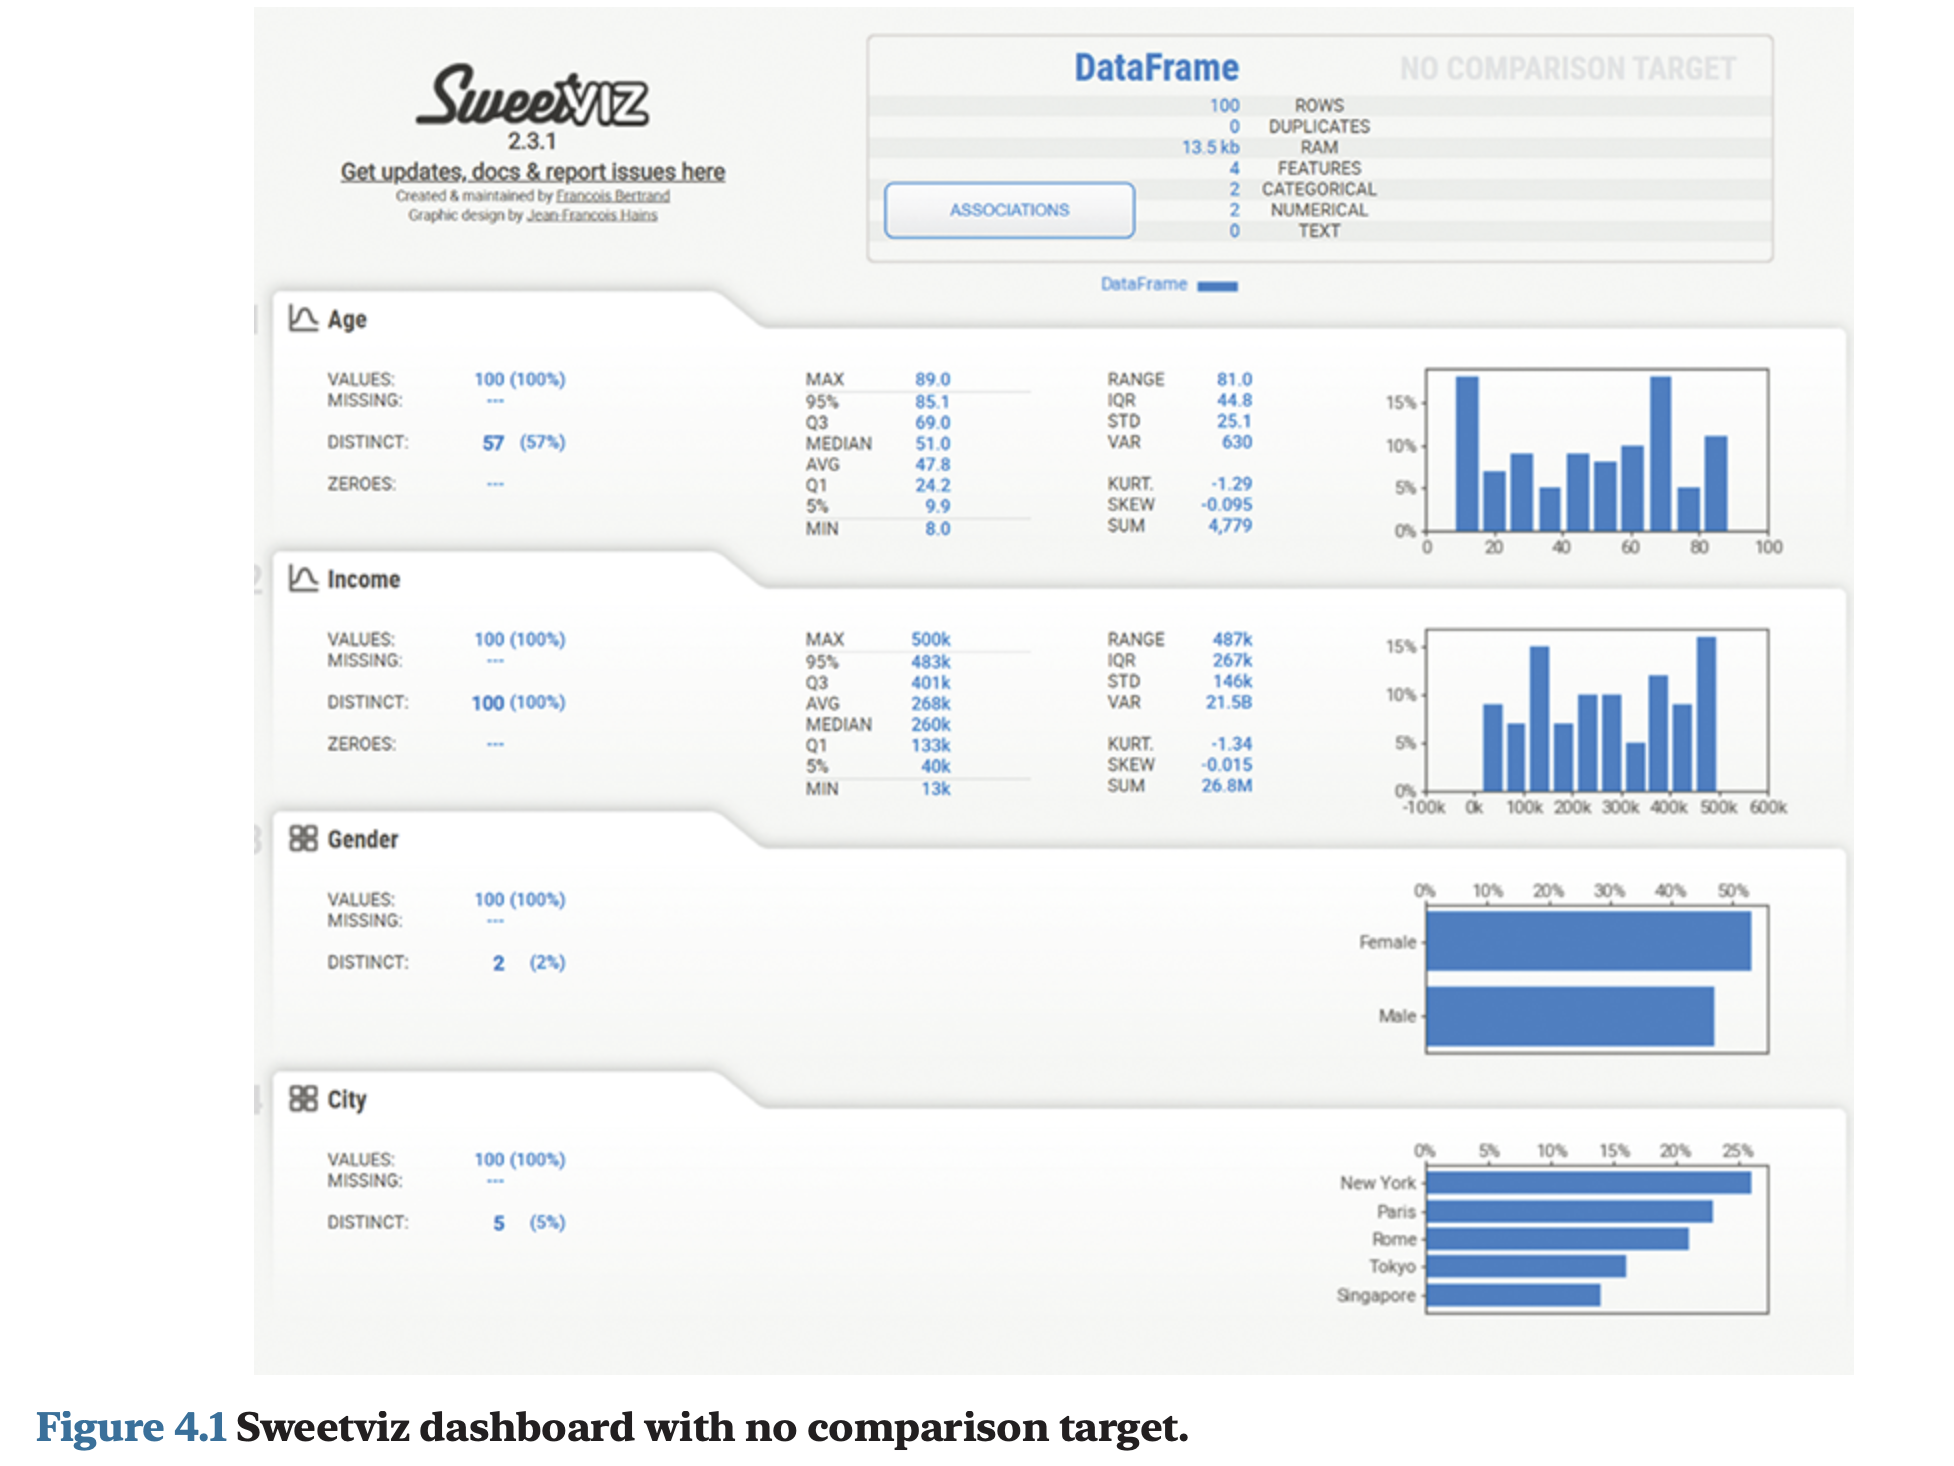 Sweetviz
2.3.1
Get updates, docs & report issues here
Created & maintained by Francois Bertrand
Graphic design by Jean-Francois Hains
DataFrame NO COMPARISON TARGET
100 ROWS
0 DUPLICATES
13.5 kb RAM
4 FEATURES
2 CATEGORICAL
2 NUMERICAL
0 TEXT
ASSOCIATIONS
DataFrame
1
Age
VALUES: 100 (100%)
MISSING: ---
DISTINCT: 57 (57%)
ZEROES: ---
MAX 89.0
95% 85.1
Q3 69.0
MEDIAN 51.0
AVG 47.8
Q1 24.2
5% 9.9
MIN 8.0
RANGE 81.0
IQR 44.8
STD 25.1
VAR 630
KURT. -1.29
SKEW -0.095
SUM 4,779
15%
10%
5%
0%
0 20 40 60 80 100
2
Income
VALUES: 100 (100%)
MISSING: ---
DISTINCT: 100 (100%)
ZEROES: ---
MAX 500k
95% 483k
Q3 401k
AVG 268k
MEDIAN 260k
Q1 133k
5% 40k
MIN 13k
RANGE 487k
IQR 267k
STD 146k
VAR 21.5B
KURT. -1.34
SKEW -0.015
SUM 26.8M
15%
10%
5%
0%
-100k 0k 100k 200k 300k 400k 500k 600k
3
Gender
VALUES: 100 (100%)
MISSING: ---
DISTINCT: 2 (2%)
0% 10% 20% 30% 40% 50%
Female
Male
4
City
VALUES: 100 (100%)
MISSING: ---
DISTINCT: 5 (5%)
0% 5% 10% 15% 20% 25%
New York
Paris
Rome
Tokyo
Singapore
Figure 4.1 Sweetviz dashboard with no comparison target.